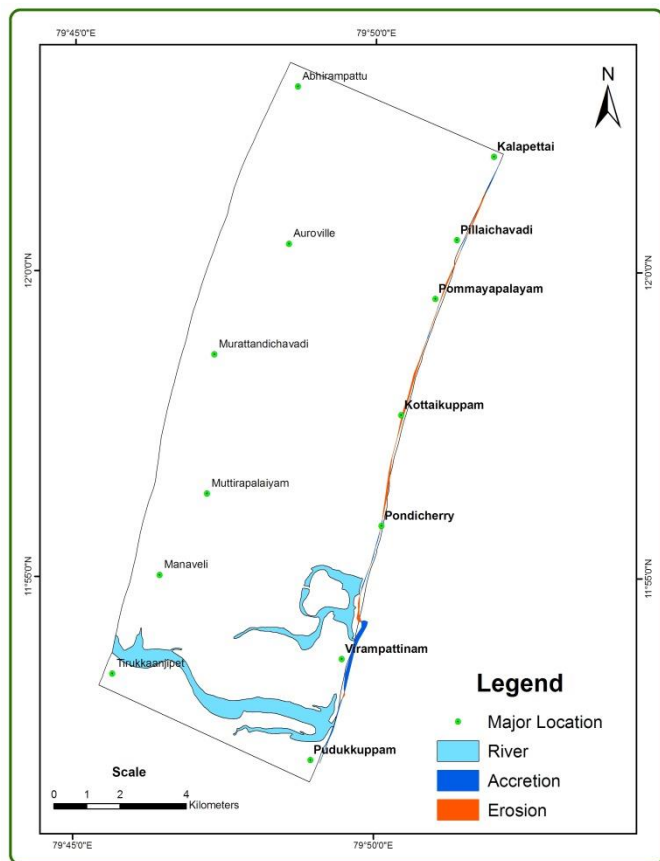 79°45'0"E
79°50'0"E
Abhirampattu
N
Kalapettai
Pillaichavadi
Auroville
12°0'0"N
12°0'0"N
Pommayapalayam
Murattandichavadi
Kottaikuppam
Muttirapalaiyam
Pondicherry
Manaveli
11°55'0"N
11°55'0"N
Virampattinam
Tirukkaanjipet
Legend
Major Location
River
Accretion
Erosion
Pudukkuppam
Scale
0 1 2 4
Kilometers
79°45'0"E
79°50'0"E